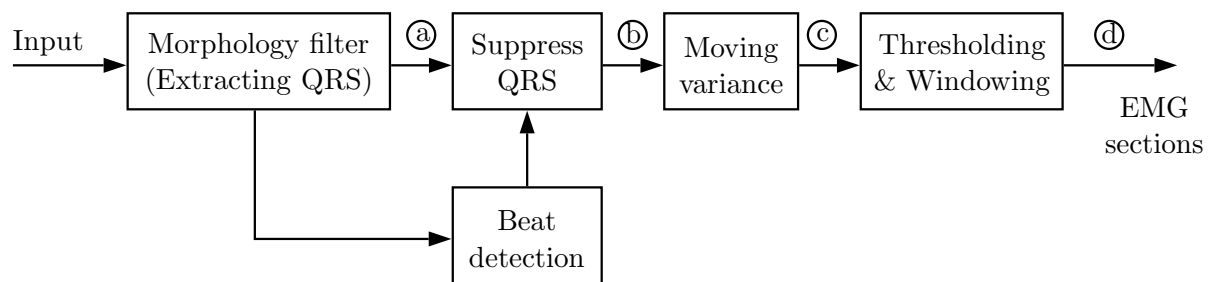 Input
Morphology filter
(Extracting QRS)
ⓐ
Suppress
QRS
ⓑ
Moving
variance
ⓒ
Thresholding
& Windowing
ⓓ
EMG
sections
Beat
detection